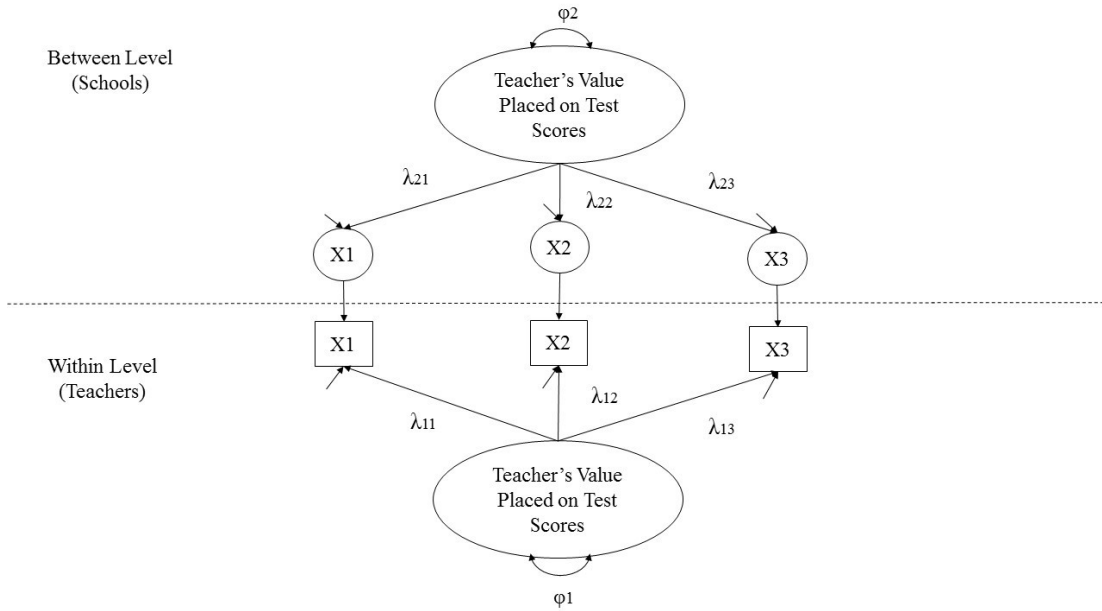 φ2
Between Level
(Schools)
Teacher's Value
Placed on Test
Scores
λ21
λ22
λ23
X1
X2
X3
X1
X2
X3
Within Level
(Teachers)
λ11
λ12
λ13
Teacher's Value
Placed on Test
Scores
φ1